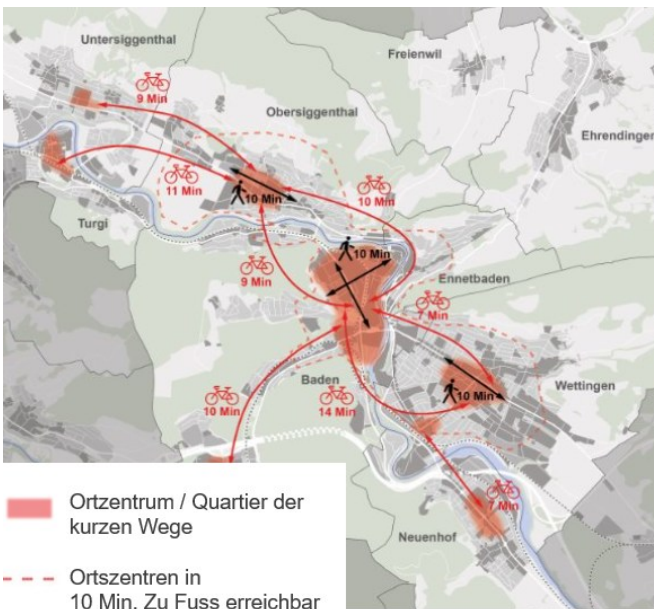 Untersiggenthal
Freienwil
9 Min
Obersiggenthal
Ehrendingen
11 Min
10 Min
10 Min
Turgi
10 Min
9 Min
Ennetbaden
7 Min
Baden
Wettingen
10 Min
10 Min
14 Min
7 Min
Neuenhof
Ortzentrum / Quartier der
kurzen Wege
Ortszentren in
10 Min. Zu Fuss erreichbar